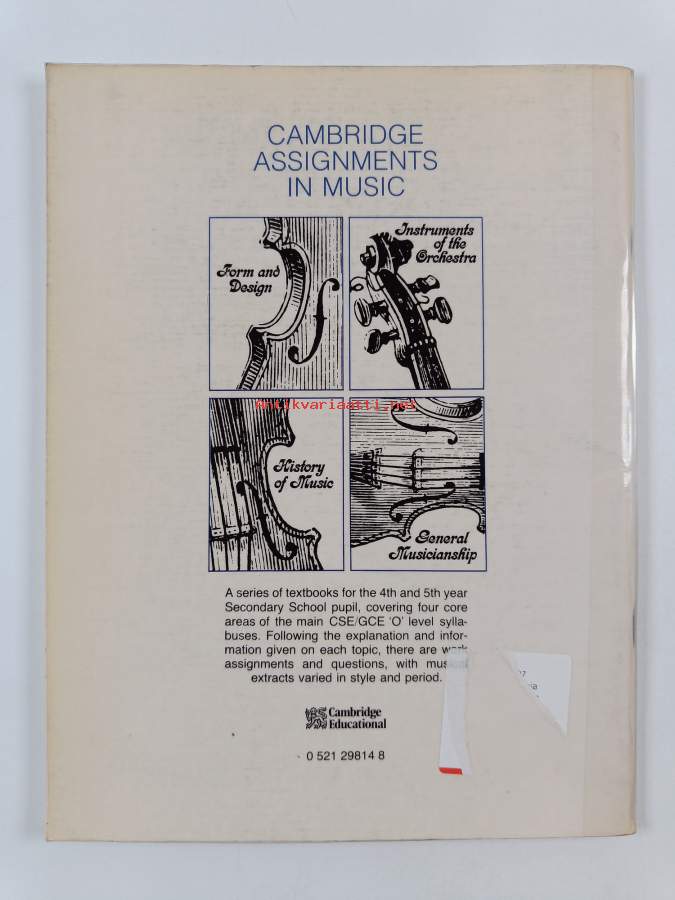 CAMBRIDGE
ASSIGNMENTS
IN MUSIC
Form and
Design
Instruments
of the
Orchestra
antikvariaatti.net
History
of Music
General
Musicianship
A series of textbooks for the 4th and 5th year
Secondary School pupil, covering four core
areas of the main CSE/GCE 'O' level sylla-
buses. Following the explanation and infor-
mation given on each topic, there are work
assignments and questions, with musical
extracts varied in style and period.
Cambridge
Educational
0 521 29814 8